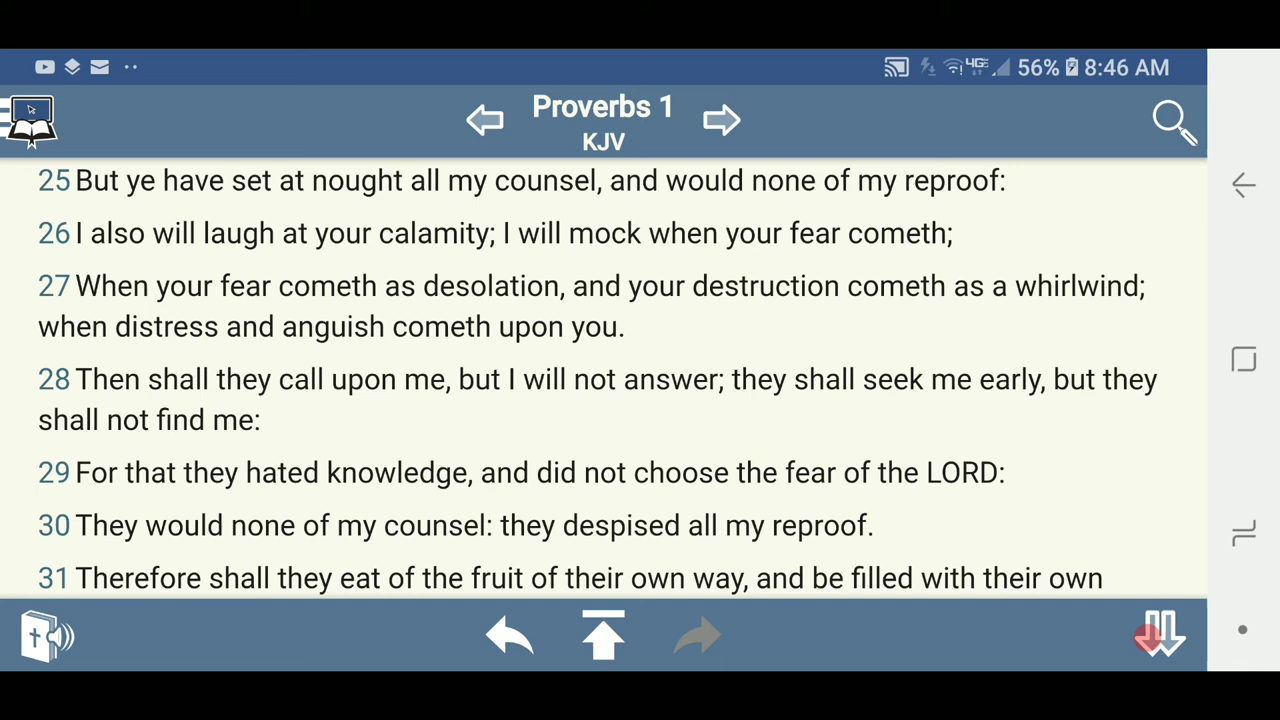 4GE 56% 8:46 AM
Proverbs 1
KJV
25 But ye have set at nought all my counsel, and would none of my reproof:
26 I also will laugh at your calamity; I will mock when your fear cometh;
27 When your fear cometh as desolation, and your destruction cometh as a whirlwind;
when distress and anguish cometh upon you.
28 Then shall they call upon me, but I will not answer; they shall seek me early, but they
shall not find me:
29 For that they hated knowledge, and did not choose the fear of the LORD:
30 They would none of my counsel: they despised all my reproof.
31 Therefore shall they eat of the fruit of their own way, and be filled with their own